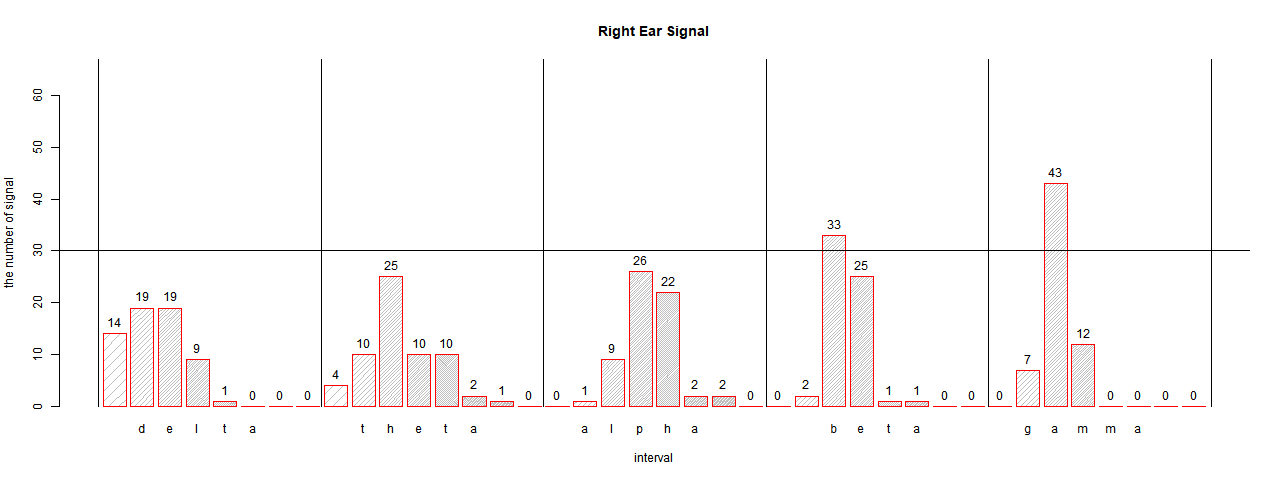 Right Ear Signal
the number of signal
60
50
40
30
20
10
0
14 19 19 9 1 0 0 0 4 10 25 10 10 2 1 0 0 1 9 26 22 2 2 0 0 2 33 25 1 1 0 0 0 7 43 12 0 0 0 0
d e l t a t h e t a a l p h a b e t a g a m m a
interval